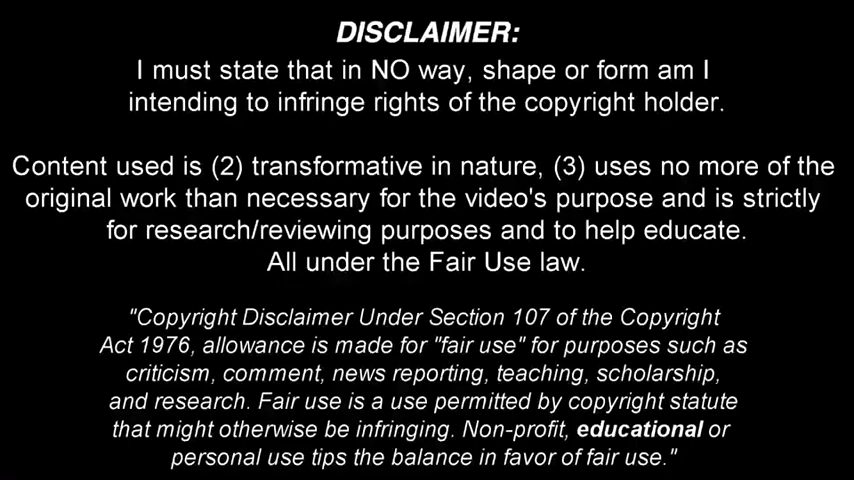 DISCLAIMER:
I must state that in NO way, shape or form am I
intending to infringe rights of the copyright holder.
Content used is (2) transformative in nature, (3) uses no more of the
original work than necessary for the video's purpose and is strictly
for research/reviewing purposes and to help educate.
All under the Fair Use law.
"Copyright Disclaimer Under Section 107 of the Copyright
Act 1976, allowance is made for "fair use" for purposes such as
criticism, comment, news reporting, teaching, scholarship,
and research. Fair use is a use permitted by copyright statute
that might otherwise be infringing. Non-profit, educational or
personal use tips the balance in favor of fair use."